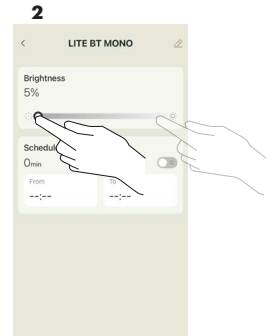 2
LITE BT MONO
Brightness
5%
Schedul
0min
From To
--:-- --:--